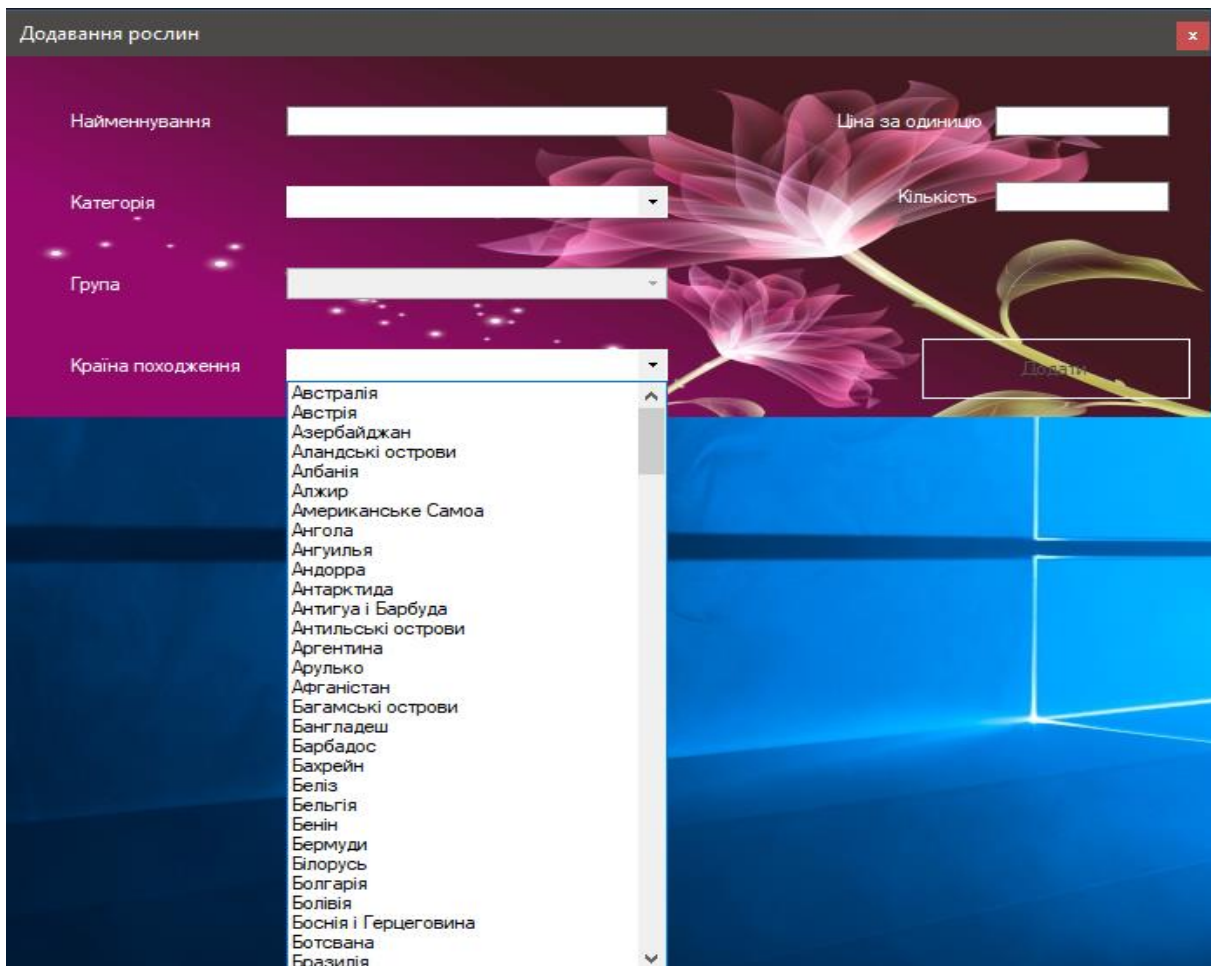 Додавання рослин
x
Найменнування
Ціна за одиницю
Категорія
Кількість
Група
Країна походження
Додати
Австралія
Австрія
Азербайджан
Аландські острови
Албанія
Алжир
Американське Самоа
Ангола
Ангуилья
Андорра
Антарктида
Антигуа і Барбуда
Антильські острови
Аргентина
Арулько
Афганістан
Багамські острови
Бангладеш
Барбадос
Бахрейн
Беліз
Бельгія
Бенін
Бермуди
Білорусь
Болгарія
Болівія
Боснія і Герцеговина
Ботсвана
Бразилія